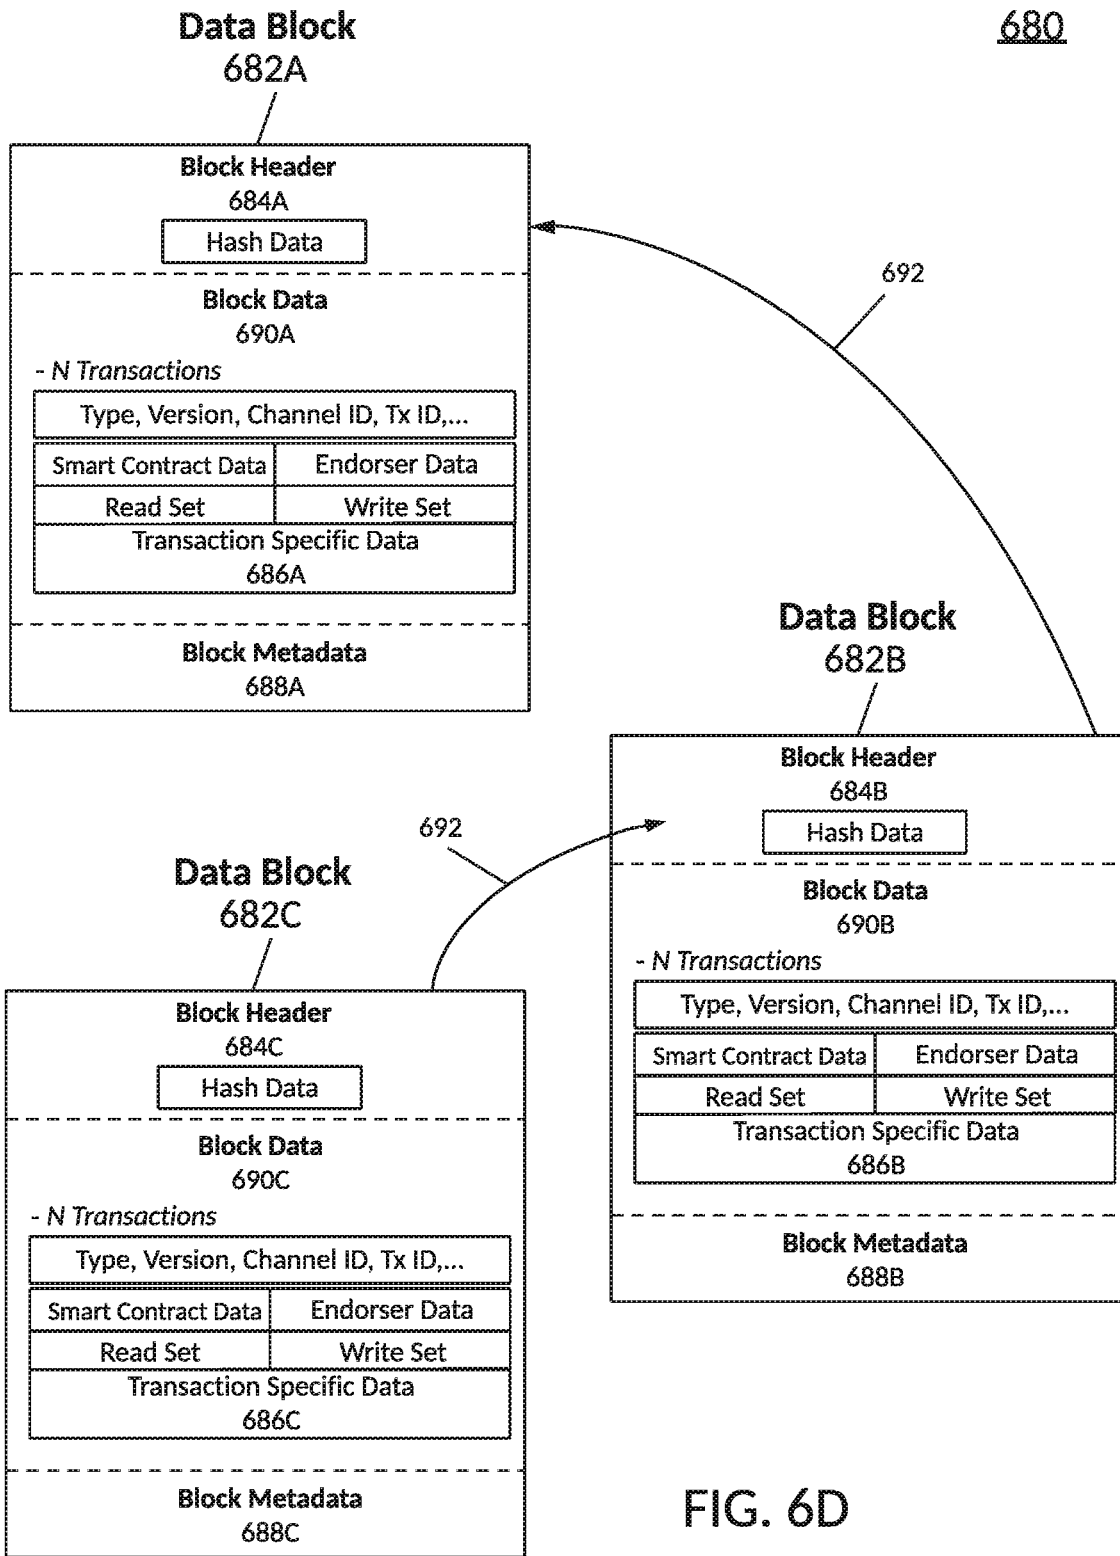 680
Data Block
682A
Block Header
684A
Hash Data
Block Data
690A
- N Transactions
Type, Version, Channel ID, Tx ID,...
Smart Contract Data
Endorser Data
Read Set
Write Set
Transaction Specific Data
686A
Block Metadata
688A
692
Data Block
682B
Block Header
684B
Hash Data
Block Data
690B
- N Transactions
Type, Version, Channel ID, Tx ID,...
Smart Contract Data
Endorser Data
Read Set
Write Set
Transaction Specific Data
686B
Block Metadata
688B
692
Data Block
682C
Block Header
684C
Hash Data
Block Data
690C
- N Transactions
Type, Version, Channel ID, Tx ID,...
Smart Contract Data
Endorser Data
Read Set
Write Set
Transaction Specific Data
686C
Block Metadata
688C
FIG. 6D